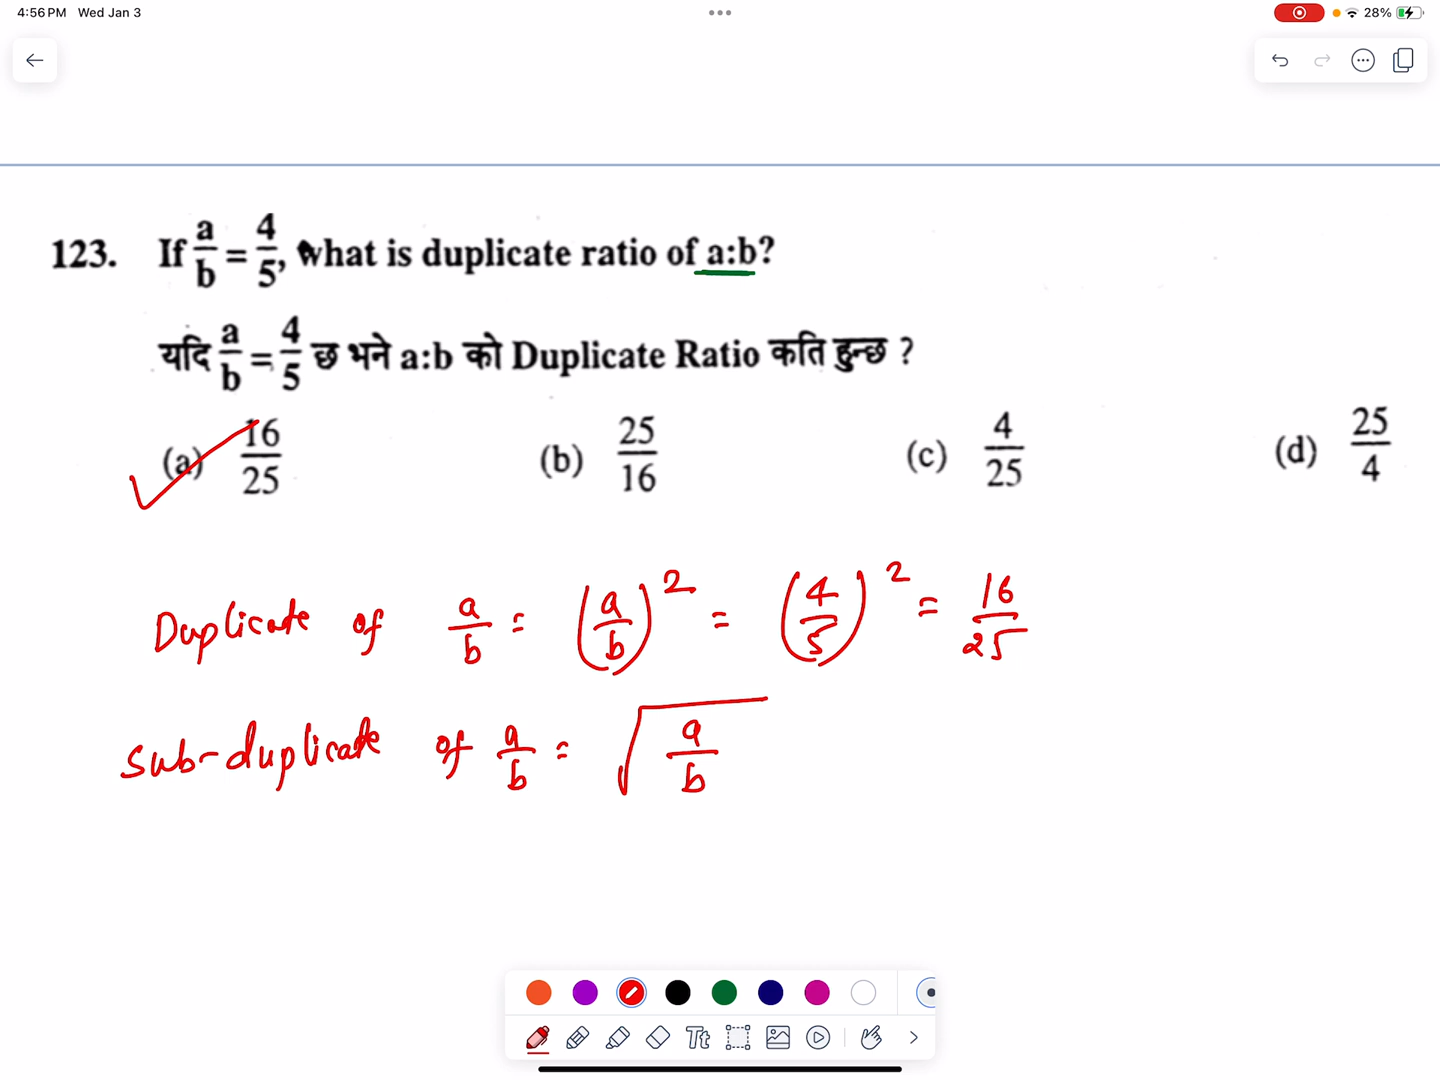 4:56 PM Wed Jan 3
28%
123. If a/b = 4/5, what is duplicate ratio of a:b?
यदि a/b = 4/5 छ भने a:b को Duplicate Ratio कति हुन्छ ?
(a) 16/25 (b) 25/16 (c) 4/25 (d) 25/4
Duplicate of a/b = (a/b)² = (4/5)² = 16/25
Sub-duplicate of a/b = √(a/b)
Tt